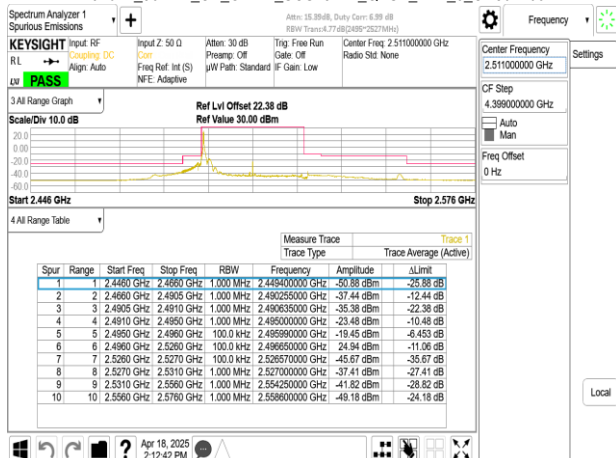 Spectrum Analyzer 1
Spurious Emissions
Attn: 15.39dB, Duty Corr: 6.99 dB
RBW Trans:4.77dB(2495~2527MHz)
Frequency
KEYSIGHT
RL
LXI
PASS
Input: RF
Coupling: DC
Align: Auto
Input Z: 50 Ω
Corr
Freq Ref: Int (S)
NFE: Adaptive
Atten: 30 dB
Preamp: Off
µW Path: Standard
Trig: Free Run
Gate: Off
IF Gain: Low
Center Freq: 2.511000000 GHz
Radio Std: None
Center Frequency
2.511000000 GHz
Settings
CF Step
4.399000000 GHz
Auto
Man
Freq Offset
0 Hz
Local
3 All Range Graph
Scale/Div 10.0 dB
Ref Lvl Offset 22.38 dB
Ref Value 30.00 dBm
20.0
0.00
-20.0
-40.0
-60.0
Start 2.446 GHz
Stop 2.576 GHz
4 All Range Table
Measure Trace Trace 1
Trace Type Trace Average (Active)
Spur Range Start Freq Stop Freq RBW Frequency Amplitude ΔLimit
1 1 2.4460 GHz 2.4660 GHz 1.000 MHz 2.449400000 GHz -50.88 dBm -25.88 dB
2 2 2.4660 GHz 2.4905 GHz 1.000 MHz 2.490255000 GHz -37.44 dBm -12.44 dB
3 3 2.4905 GHz 2.4910 GHz 1.000 MHz 2.490635000 GHz -35.38 dBm -22.38 dB
4 4 2.4910 GHz 2.4950 GHz 1.000 MHz 2.495000000 GHz -23.48 dBm -10.48 dB
5 5 2.4950 GHz 2.4960 GHz 100.0 kHz 2.495990000 GHz -19.45 dBm -6.453 dB
6 6 2.4960 GHz 2.5260 GHz 100.0 kHz 2.496650000 GHz 24.94 dBm -11.06 dB
7 7 2.5260 GHz 2.5270 GHz 100.0 kHz 2.526570000 GHz -45.67 dBm -35.67 dB
8 8 2.5270 GHz 2.5310 GHz 1.000 MHz 2.527000000 GHz -37.41 dBm -27.41 dB
9 9 2.5310 GHz 2.5560 GHz 1.000 MHz 2.554250000 GHz -41.82 dBm -28.82 dB
10 10 2.5560 GHz 2.5760 GHz 1.000 MHz 2.558600000 GHz -49.18 dBm -24.18 dB
Apr 18, 2025
2:12:42 PM